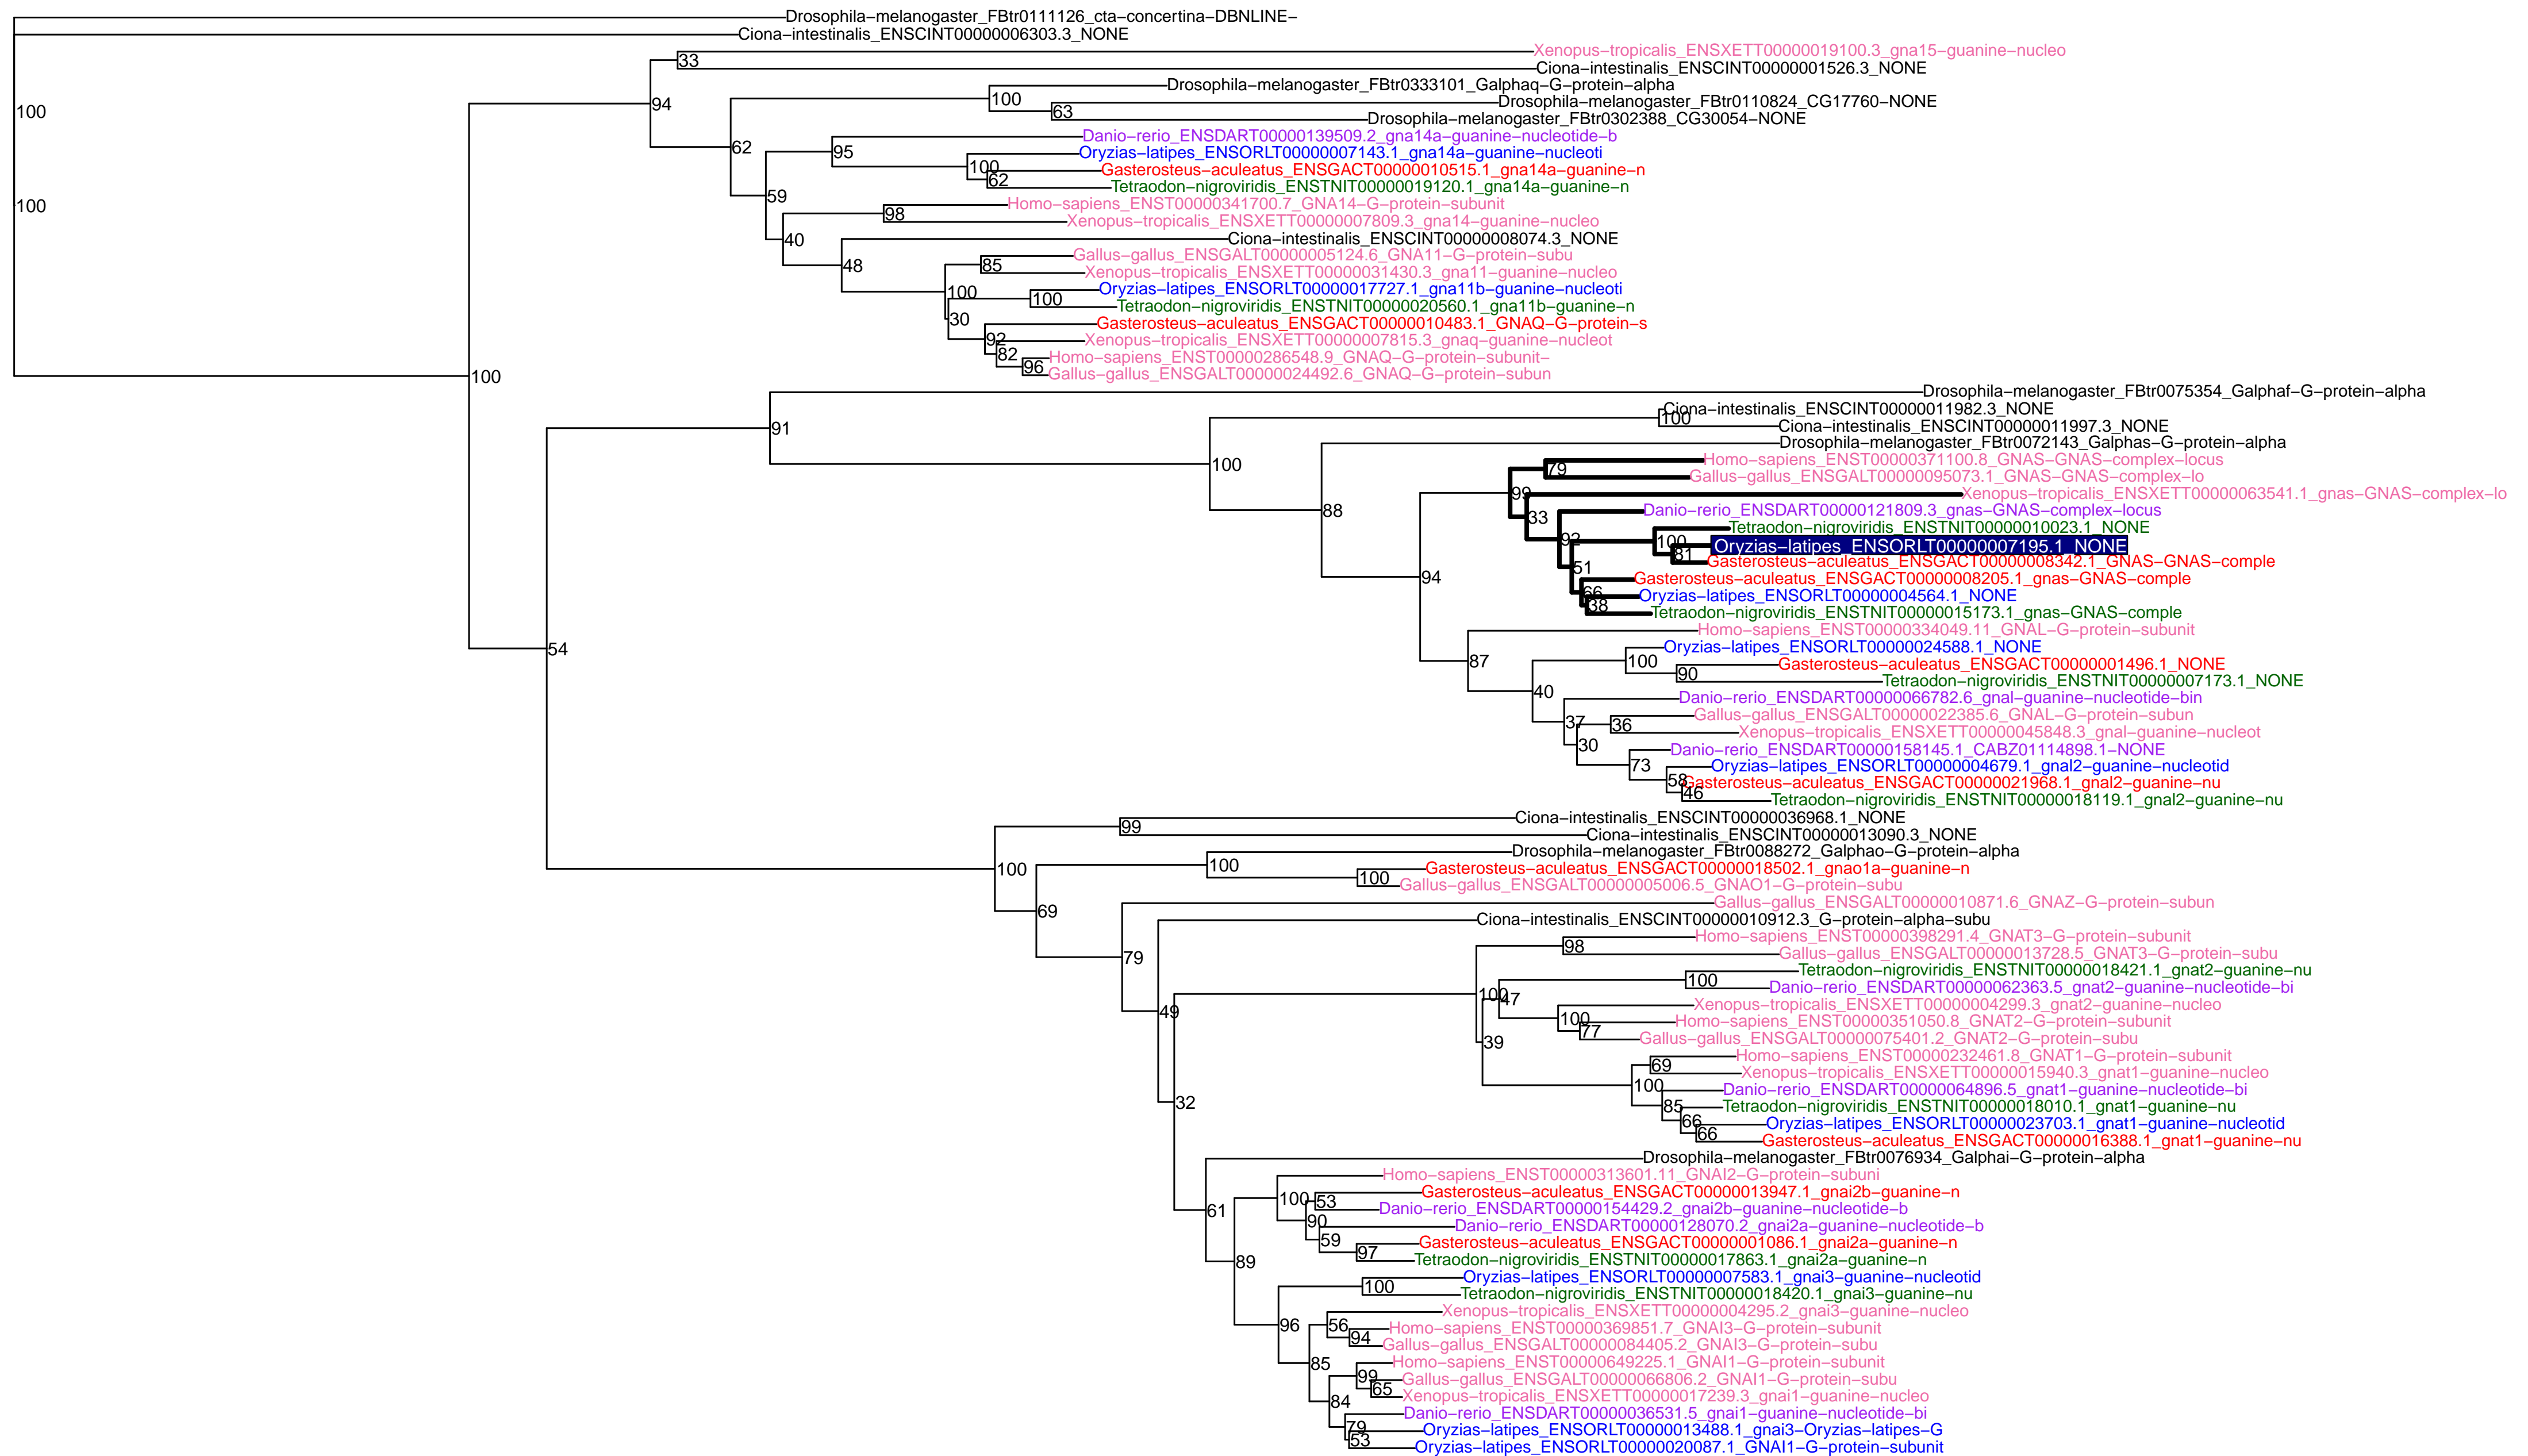 Drosophila−melanogaster_FBtr0111126_cta−concertina−DBNLINE−
Ciona−intestinalis_ENSCINT00000006303.3_NONE
Xenopus−tropicalis_ENSXETT00000019100.3_gna15−guanine−nucleo
33
Ciona−intestinalis_ENSCINT00000001526.3_NONE
Drosophila−melanogaster_FBtr0333101_Galphaq−G−protein−alpha
100
94
Drosophila−melanogaster_FBtr0110824_CG17760−NONE
100
63
Drosophila−melanogaster_FBtr0302388_CG30054−NONE
Danio−rerio_ENSDART00000139509.2_gna14a−guanine−nucleotide−b
62
95
Oryzias−latipes_ENSORLT00000007143.1_gna14a−guanine−nucleoti
100
Gasterosteus−aculeatus_ENSGACT00000010515.1_gna14a−guanine−n
62
Tetraodon−nigroviridis_ENSTNIT00000019120.1_gna14a−guanine−n
59
100
Homo−sapiens_ENST00000341700.7_GNA14−G−protein−subunit
98
Xenopus−tropicalis_ENSXETT00000007809.3_gna14−guanine−nucleo
40
Ciona−intestinalis_ENSCINT00000008074.3_NONE
48
Gallus−gallus_ENSGALT00000005124.6_GNA11−G−protein−subu
85
Xenopus−tropicalis_ENSXETT00000031430.3_gna11−guanine−nucleo
100
Oryzias−latipes_ENSORLT00000017727.1_gna11b−guanine−nucleoti
100
Tetraodon−nigroviridis_ENSTNIT00000020560.1_gna11b−guanine−n
30
Gasterosteus−aculeatus_ENSGACT00000010483.1_GNAQ−G−protein−s
92
Xenopus−tropicalis_ENSXETT00000007815.3_gnaq−guanine−nucleot
82
Homo−sapiens_ENST00000286548.9_GNAQ−G−protein−subunit−
96
Gallus−gallus_ENSGALT00000024492.6_GNAQ−G−protein−subun
100
Drosophila−melanogaster_FBtr0075354_Galphaf−G−protein−alpha
Ciona−intestinalis_ENSCINT00000011982.3_NONE
100
91
Ciona−intestinalis_ENSCINT00000011997.3_NONE
Drosophila−melanogaster_FBtr0072143_Galphas−G−protein−alpha
100
Homo−sapiens_ENST00000371100.8_GNAS−GNAS−complex−locus
79
Gallus−gallus_ENSGALT00000095073.1_GNAS−GNAS−complex−lo
99
Xenopus−tropicalis_ENSXETT00000063541.1_gnas−GNAS−complex−lo
88
33
Danio−rerio_ENSDART00000121809.3_gnas−GNAS−complex−locus
Tetraodon−nigroviridis_ENSTNIT00000010023.1_NONE
92
100
Oryzias−latipes_ENSORLT00000007195.1_NONE
81
Gasterosteus−aculeatus_ENSGACT00000008342.1_GNAS−GNAS−comple
51
94
Gasterosteus−aculeatus_ENSGACT00000008205.1_gnas−GNAS−comple
66
Oryzias−latipes_ENSORLT00000004564.1_NONE
38
Tetraodon−nigroviridis_ENSTNIT00000015173.1_gnas−GNAS−comple
Homo−sapiens_ENST00000334049.11_GNAL−G−protein−subunit
54
Oryzias−latipes_ENSORLT00000024588.1_NONE
87
100
Gasterosteus−aculeatus_ENSGACT00000001496.1_NONE
90
Tetraodon−nigroviridis_ENSTNIT00000007173.1_NONE
40
Danio−rerio_ENSDART00000066782.6_gnal−guanine−nucleotide−bin
37
Gallus−gallus_ENSGALT00000022385.6_GNAL−G−protein−subun
36
Xenopus−tropicalis_ENSXETT00000045848.3_gnal−guanine−nucleot
30
Danio−rerio_ENSDART00000158145.1_CABZ01114898.1−NONE
73
Oryzias−latipes_ENSORLT00000004679.1_gnal2−guanine−nucleotid
58
Gasterosteus−aculeatus_ENSGACT00000021968.1_gnal2−guanine−nu
46
Tetraodon−nigroviridis_ENSTNIT00000018119.1_gnal2−guanine−nu
Ciona−intestinalis_ENSCINT00000036968.1_NONE
99
Ciona−intestinalis_ENSCINT00000013090.3_NONE
Drosophila−melanogaster_FBtr0088272_Galphao−G−protein−alpha
100
100
Gasterosteus−aculeatus_ENSGACT00000018502.1_gnao1a−guanine−n
100
Gallus−gallus_ENSGALT00000005006.5_GNAO1−G−protein−subu
69
Gallus−gallus_ENSGALT00000010871.6_GNAZ−G−protein−subun
Ciona−intestinalis_ENSCINT00000010912.3_G−protein−alpha−subu
79
Homo−sapiens_ENST00000398291.4_GNAT3−G−protein−subunit
98
Gallus−gallus_ENSGALT00000013728.5_GNAT3−G−protein−subu
Tetraodon−nigroviridis_ENSTNIT00000018421.1_gnat2−guanine−nu
100
Danio−rerio_ENSDART00000062363.5_gnat2−guanine−nucleotide−bi
100
47
49
Xenopus−tropicalis_ENSXETT00000004299.3_gnat2−guanine−nucleo
100
Homo−sapiens_ENST00000351050.8_GNAT2−G−protein−subunit
77
Gallus−gallus_ENSGALT00000075401.2_GNAT2−G−protein−subu
39
Homo−sapiens_ENST00000232461.8_GNAT1−G−protein−subunit
69
Xenopus−tropicalis_ENSXETT00000015940.3_gnat1−guanine−nucleo
100
Danio−rerio_ENSDART00000064896.5_gnat1−guanine−nucleotide−bi
32
85
Tetraodon−nigroviridis_ENSTNIT00000018010.1_gnat1−guanine−nu
66
Oryzias−latipes_ENSORLT00000023703.1_gnat1−guanine−nucleotid
66
Gasterosteus−aculeatus_ENSGACT00000016388.1_gnat1−guanine−nu
Drosophila−melanogaster_FBtr0076934_Galphai−G−protein−alpha
Homo−sapiens_ENST00000313601.11_GNAI2−G−protein−subuni
61
100
Gasterosteus−aculeatus_ENSGACT00000013947.1_gnai2b−guanine−n
53
Danio−rerio_ENSDART00000154429.2_gnai2b−guanine−nucleotide−b
90
Danio−rerio_ENSDART00000128070.2_gnai2a−guanine−nucleotide−b
59
Gasterosteus−aculeatus_ENSGACT00000001086.1_gnai2a−guanine−n
97
Tetraodon−nigroviridis_ENSTNIT00000017863.1_gnai2a−guanine−n
89
Oryzias−latipes_ENSORLT00000007583.1_gnai3−guanine−nucleotid
100
Tetraodon−nigroviridis_ENSTNIT00000018420.1_gnai3−guanine−nu
Xenopus−tropicalis_ENSXETT00000004295.2_gnai3−guanine−nucleo
96
56
Homo−sapiens_ENST00000369851.7_GNAI3−G−protein−subunit
94
Gallus−gallus_ENSGALT00000084405.2_GNAI3−G−protein−subu
85
Homo−sapiens_ENST00000649225.1_GNAI1−G−protein−subunit
99
Gallus−gallus_ENSGALT00000066806.2_GNAI1−G−protein−subu
65
Xenopus−tropicalis_ENSXETT00000017239.3_gnai1−guanine−nucleo
84
Danio−rerio_ENSDART00000036531.5_gnai1−guanine−nucleotide−bi
79
Oryzias−latipes_ENSORLT00000013488.1_gnai3−Oryzias−latipes−G
53
Oryzias−latipes_ENSORLT00000020087.1_GNAI1−G−protein−subunit